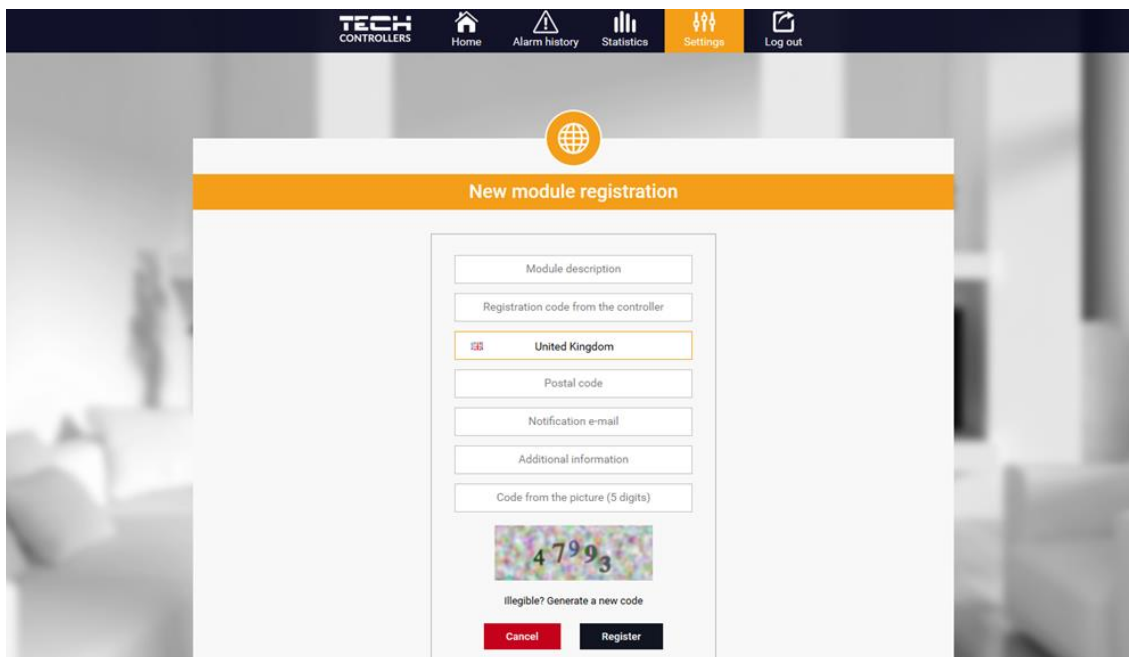 TECH CONTROLLERS
Home
Alarm history
Statistics
Settings
Log out
New module registration
Module description
Registration code from the controller
United Kingdom
Postal code
Notification e-mail
Additional information
Code from the picture (5 digits)
47993
Illegible? Generate a new code
Cancel
Register